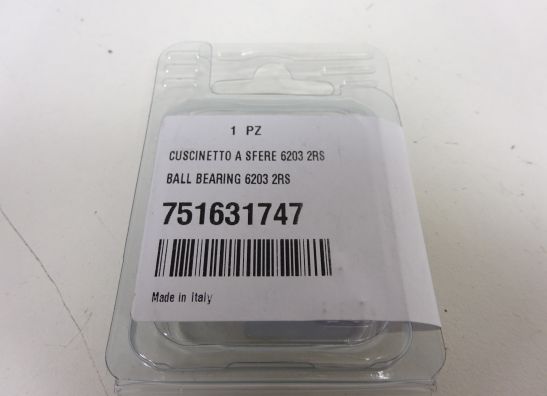 1 PZ
CUSCINETTO A SFERE 6203 2RS
BALL BEARING 6203 2RS
751631747
Made in Italy